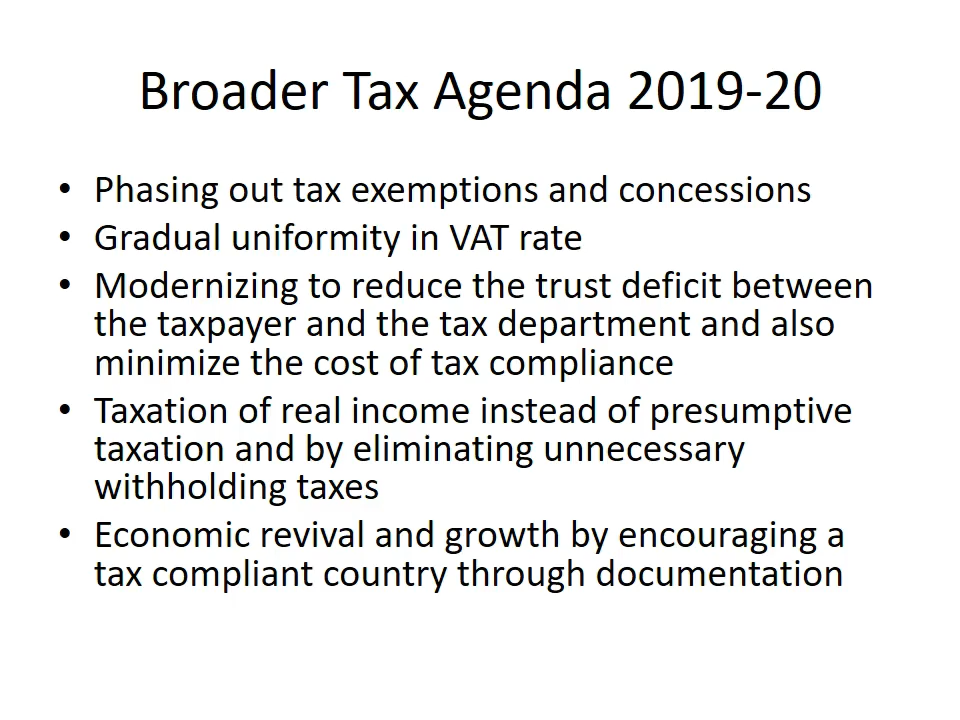 Broader Tax Agenda 2019-20
• Phasing out tax exemptions and concessions
• Gradual uniformity in VAT rate
• Modernizing to reduce the trust deficit between
the taxpayer and the tax department and also
minimize the cost of tax compliance
• Taxation of real income instead of presumptive
taxation and by eliminating unnecessary
withholding taxes
• Economic revival and growth by encouraging a
tax compliant country through documentation